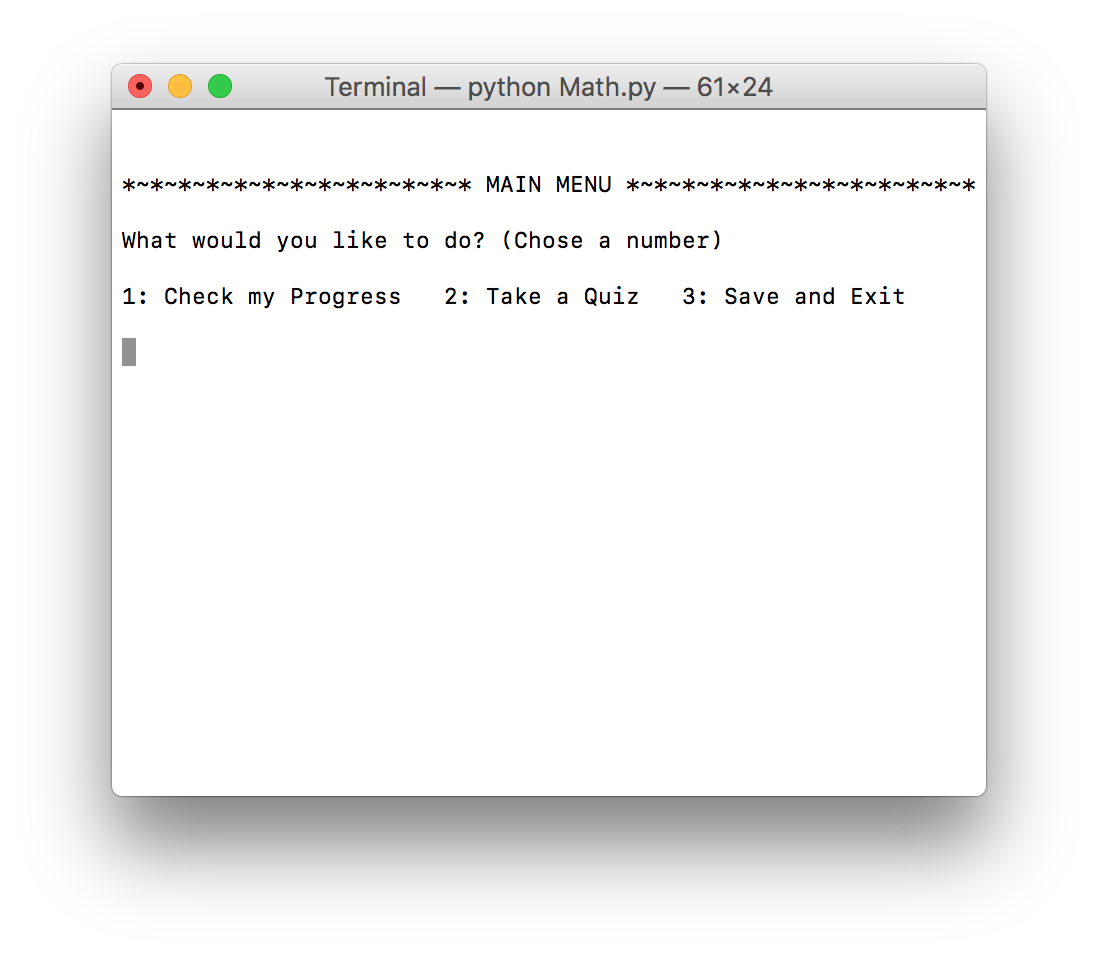 Terminal — python Math.py — 61×24
*~*~*~*~*~*~*~*~*~*~*~*~* MAIN MENU *~*~*~*~*~*~*~*~*~*~*~*~*
What would you like to do? (Chose a number)
1: Check my Progress   2: Take a Quiz   3: Save and Exit